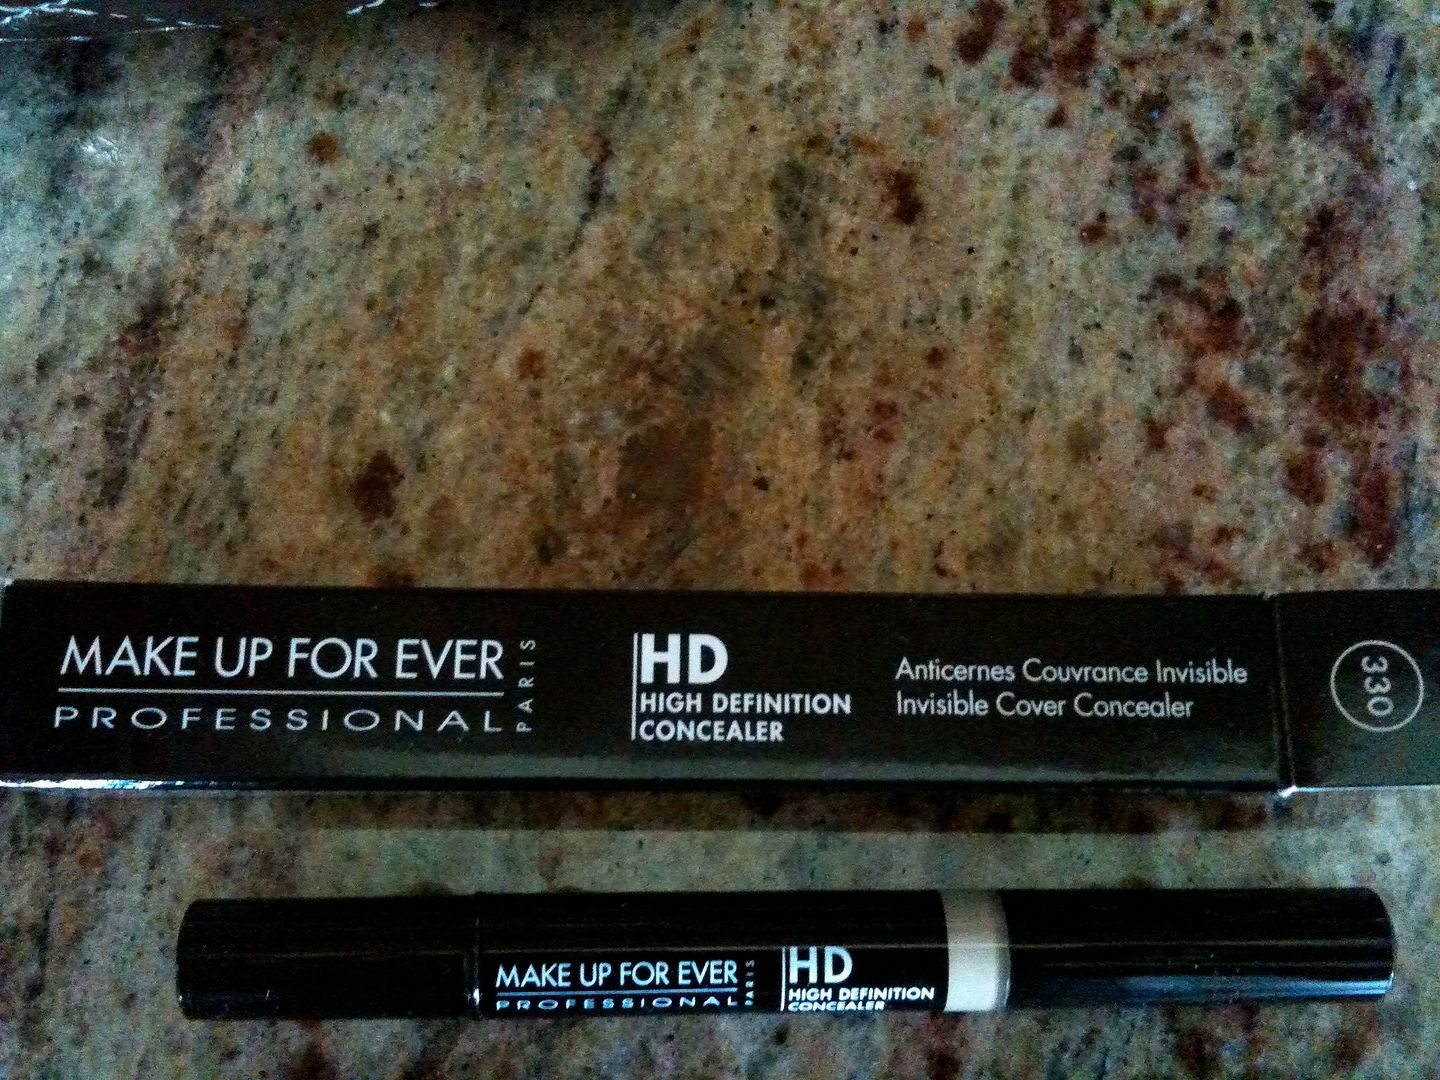 MAKE UP FOR EVER
PROFESSIONAL
PARIS
HD
HIGH DEFINITION
CONCEALER
Anticernes Couvrance Invisible
Invisible Cover Concealer
330
MAKE UP FOR EVER
PROFESSIONAL
PARIS
HD
HIGH DEFINITION
CONCEALER